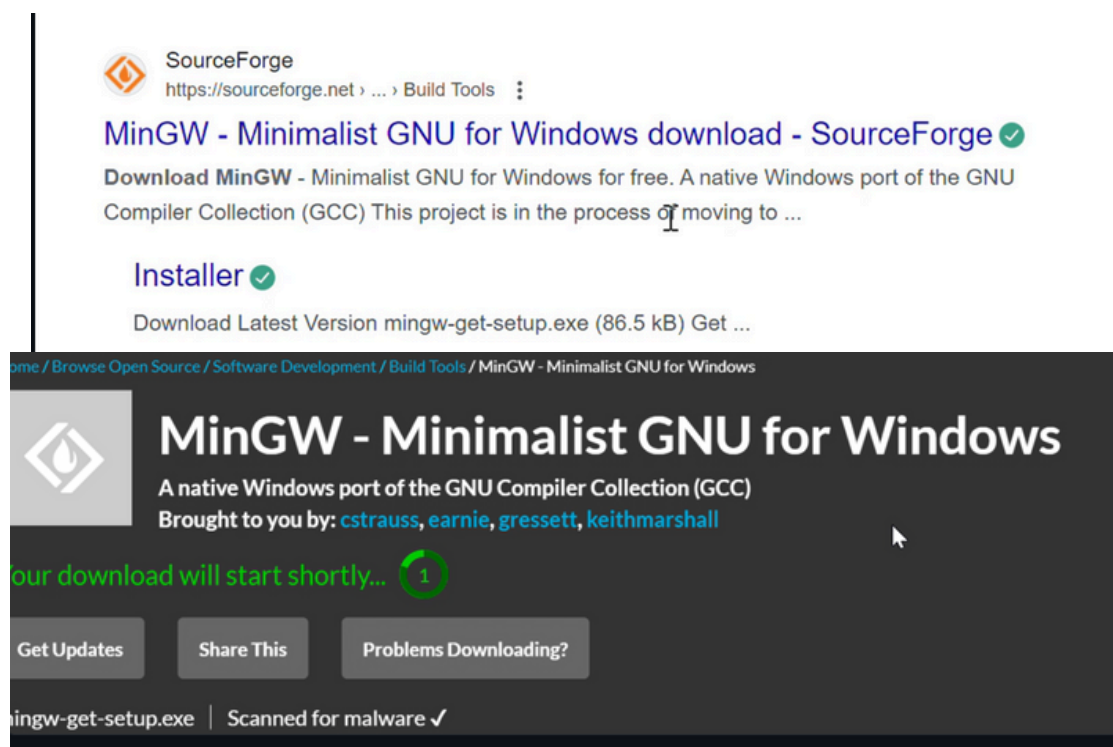 SourceForge
https://sourceforge.net › ... › Build Tools
MinGW - Minimalist GNU for Windows download - SourceForge
Download MinGW - Minimalist GNU for Windows for free. A native Windows port of the GNU
Compiler Collection (GCC) This project is in the process of moving to ...
Installer
Download Latest Version mingw-get-setup.exe (86.5 kB) Get ...
ome / Browse Open Source / Software Development / Build Tools / MinGW - Minimalist GNU for Windows
MinGW - Minimalist GNU for Windows
A native Windows port of the GNU Compiler Collection (GCC)
Brought to you by: cstrauss, earnie, gressett, keithmarshall
our download will start shortly... 1
Get Updates Share This Problems Downloading?
ingw-get-setup.exe | Scanned for malware ✓